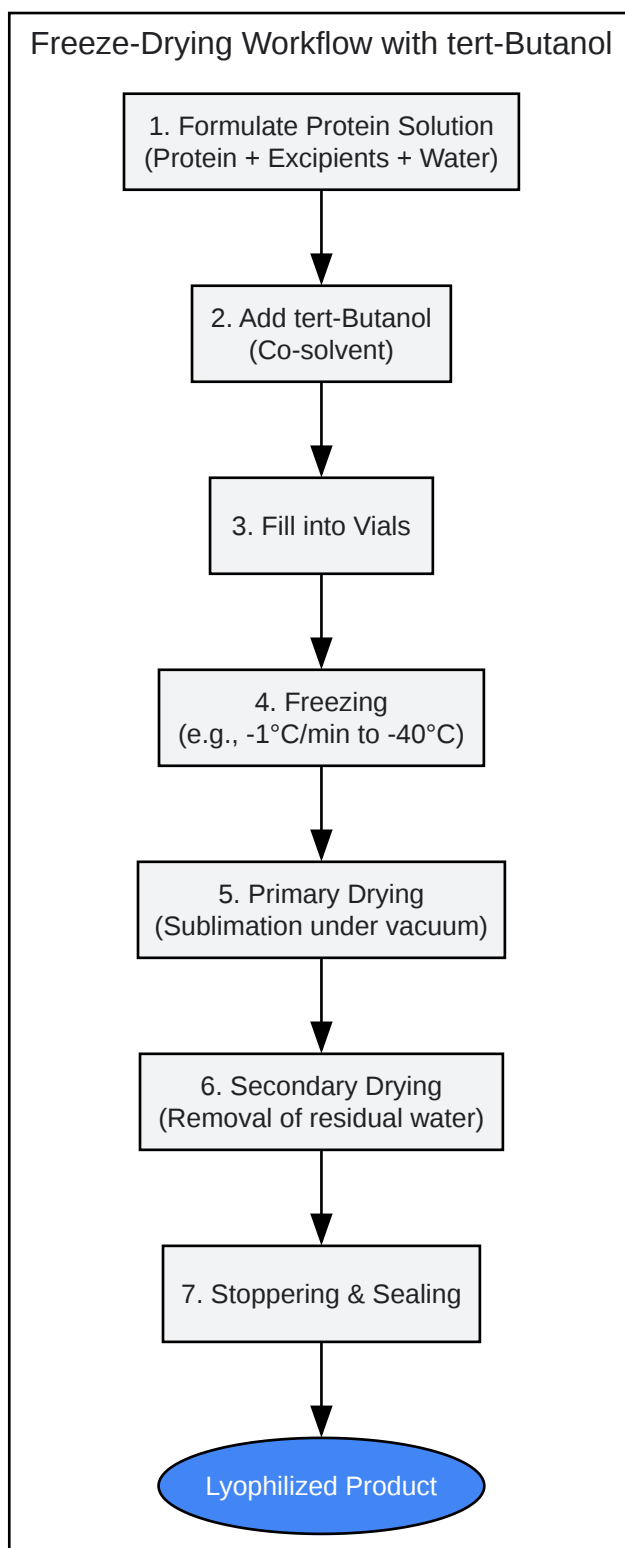 Freeze-Drying Workflow with tert-Butanol
1. Formulate Protein Solution
(Protein + Excipients + Water)
2. Add tert-Butanol
(Co-solvent)
3. Fill into Vials
4. Freezing
(e.g., -1°C/min to -40°C)
5. Primary Drying
(Sublimation under vacuum)
6. Secondary Drying
(Removal of residual water)
7. Stoppering & Sealing
Lyophilized Product